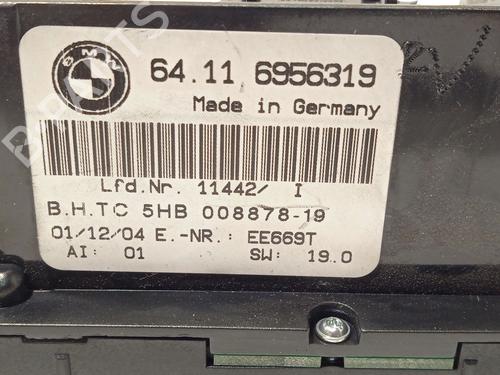 BMW
64.11 6956319
Made in Germany
Lfd.Nr. 11442/ I
B.H.TC 5HB 008878-19
01/12/04 E.-NR.: EE669T
AI: 01 SW: 19.0